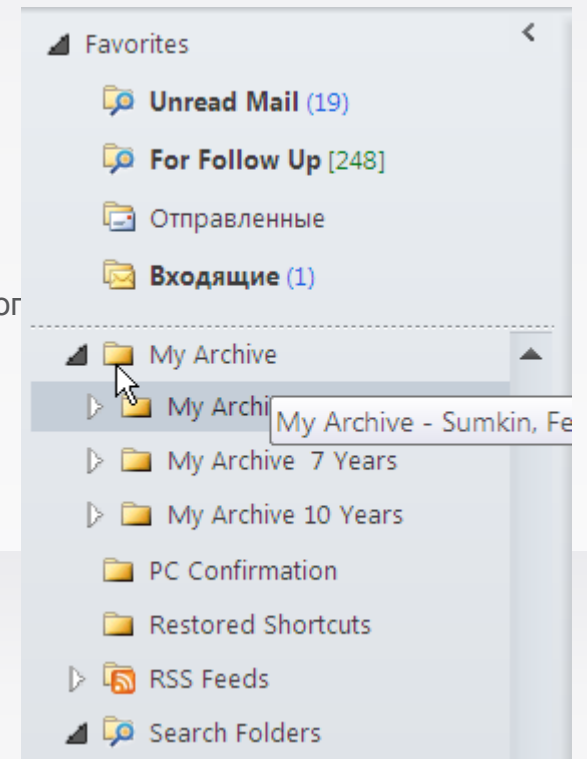 Favorites
Unread Mail (19)
For Follow Up [248]
Отправленные
Входящие (1)
My Archive
My Archi
My Archive - Sumkin, Fe
My Archive 7 Years
My Archive 10 Years
PC Confirmation
Restored Shortcuts
RSS Feeds
Search Folders